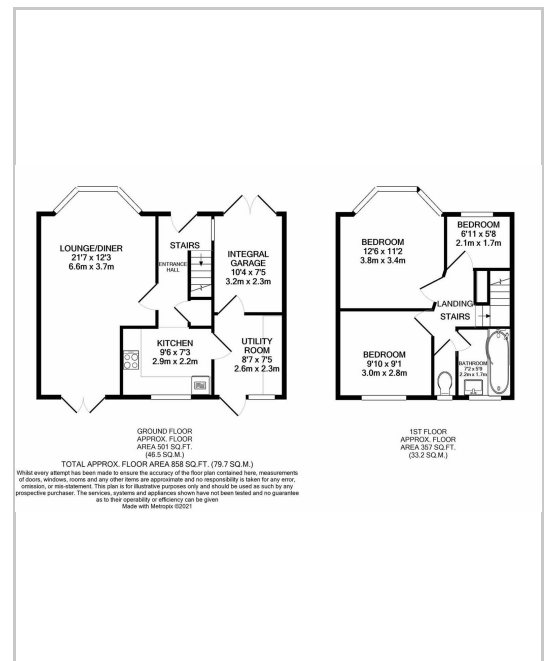 LOUNGE/DINER
21'7 x 12'3
6.6m x 3.7m
STAIRS
ENTRANCE
HALL
INTEGRAL
GARAGE
10'4 x 7'5
3.2m x 2.3m
KITCHEN
9'6 x 7'3
2.9m x 2.2m
UTILITY
ROOM
8'7 x 7'5
2.6m x 2.3m
BEDROOM
12'6 x 11'2
3.8m x 3.4m
BEDROOM
6'11 x 5'8
2.1m x 1.7m
LANDING
STAIRS
BEDROOM
9'10 x 9'1
3.0m x 2.8m
BATHROOM
7'2 x 5'9
2.2m x 1.7m
GROUND FLOOR
APPROX. FLOOR
AREA 501 SQ.FT.
(46.5 SQ.M.)
1ST FLOOR
APPROX. FLOOR
AREA 357 SQ.FT.
(33.2 SQ.M.)
TOTAL APPROX. FLOOR AREA 858 SQ.FT. (79.7 SQ.M.)
Whilst every attempt has been made to ensure the accuracy of the floor plan contained here, measurements
of doors, windows, rooms and any other items are approximate and no responsibility is taken for any error,
omission, or mis-statement. This plan is for illustrative purposes only and should be used as such by any
prospective purchaser. The services, systems and appliances shown have not been tested and no guarantee
as to their operability or efficiency can be given
Made with Metropix ©2021